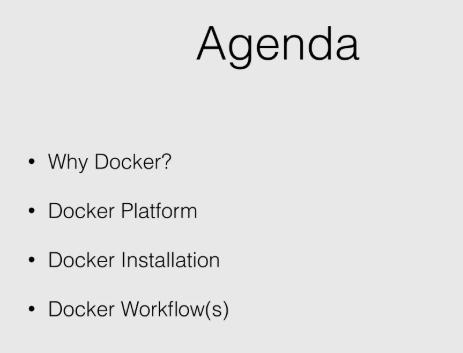 Agenda
• Why Docker?
• Docker Platform
• Docker Installation
• Docker Workflow(s)